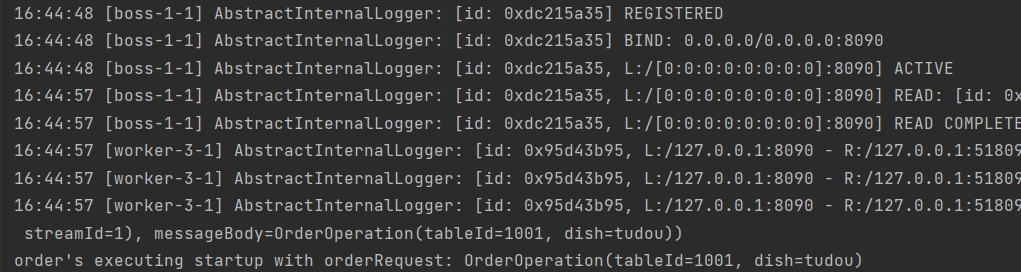 16:44:48 [boss-1-1] AbstractInternalLogger: [id: 0xdc215a35] REGISTERED
16:44:48 [boss-1-1] AbstractInternalLogger: [id: 0xdc215a35] BIND: 0.0.0.0/0.0.0.0:8090
16:44:48 [boss-1-1] AbstractInternalLogger: [id: 0xdc215a35, L:/[0:0:0:0:0:0:0:0]:8090] ACTIVE
16:44:57 [boss-1-1] AbstractInternalLogger: [id: 0xdc215a35, L:/[0:0:0:0:0:0:0:0]:8090] READ: [id: 0x
16:44:57 [boss-1-1] AbstractInternalLogger: [id: 0xdc215a35, L:/[0:0:0:0:0:0:0:0]:8090] READ COMPLETE
16:44:57 [worker-3-1] AbstractInternalLogger: [id: 0x95d43b95, L:/127.0.0.1:8090 - R:/127.0.0.1:51809
16:44:57 [worker-3-1] AbstractInternalLogger: [id: 0x95d43b95, L:/127.0.0.1:8090 - R:/127.0.0.1:51809
16:44:57 [worker-3-1] AbstractInternalLogger: [id: 0x95d43b95, L:/127.0.0.1:8090 - R:/127.0.0.1:51809
streamId=1), messageBody=OrderOperation(tableId=1001, dish=tudou))
order's executing startup with orderRequest: OrderOperation(tableId=1001, dish=tudou)